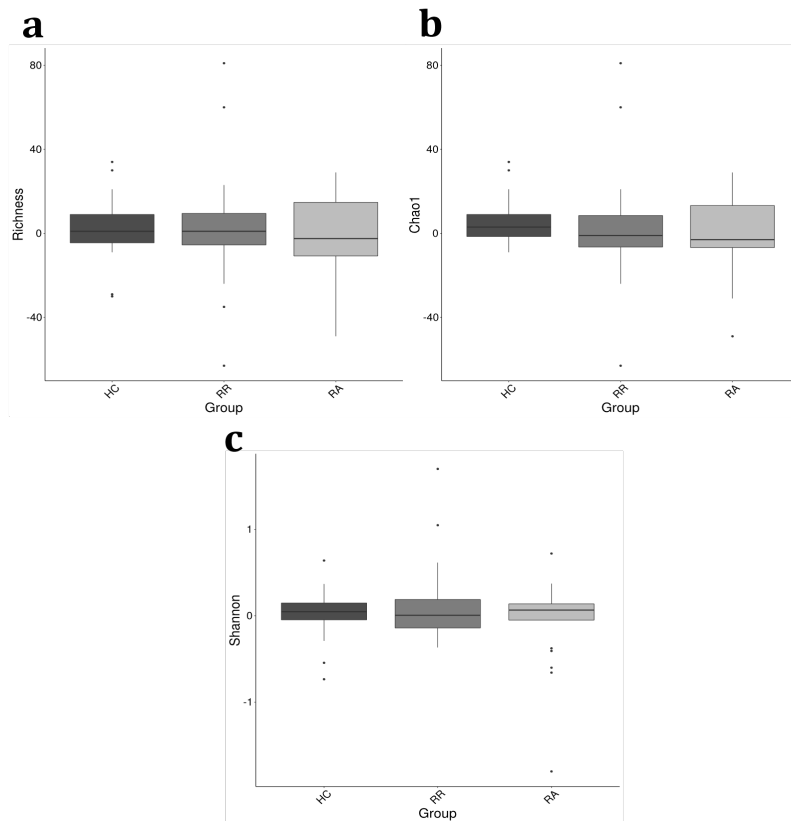 a
80
40
0
-40
Richness
HC
RR
RA
Group
b
80
40
0
-40
Chao1
HC
RR
RA
Group
c
1
0
-1
Shannon
HC
RR
RA
Group